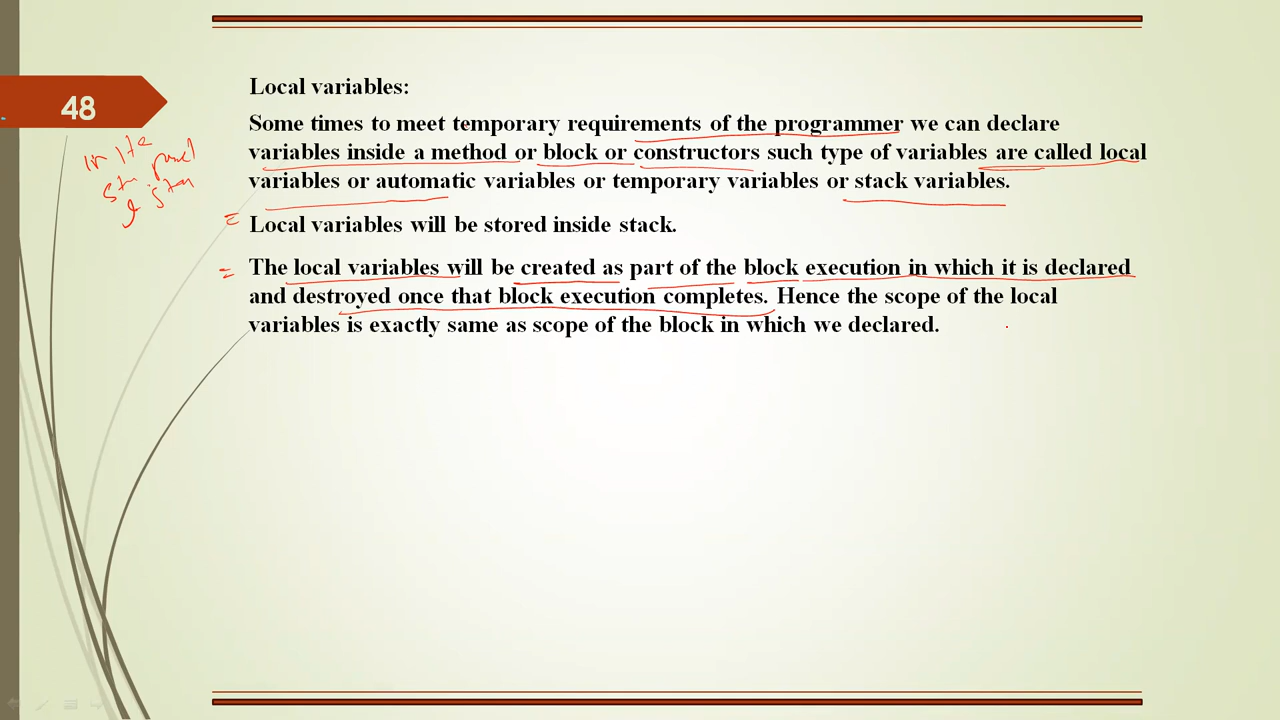 48
Local variables:
Some times to meet temporary requirements of the programmer we can declare
variables inside a method or block or constructors such type of variables are called local
variables or automatic variables or temporary variables or stack variables.
Local variables will be stored inside stack.
The local variables will be created as part of the block execution in which it is declared
and destroyed once that block execution completes. Hence the scope of the local
variables is exactly same as scope of the block in which we declared.